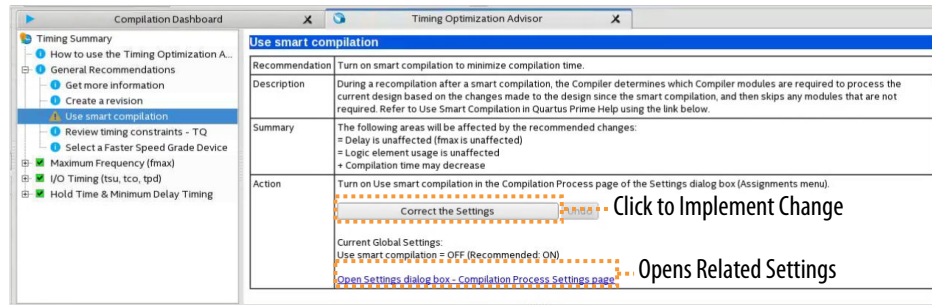 Compilation Dashboard
Timing Optimization Advisor
Timing Summary
How to use the Timing Optimization A...
General Recommendations
Get more information
Create a revision
Use smart compilation
Review timing constraints - TQ
Select a Faster Speed Grade Device
Maximum Frequency (fmax)
I/O Timing (tsu, tco, tpd)
Hold Time & Minimum Delay Timing
Use smart compilation
Recommendation Turn on smart compilation to minimize compilation time.
Description During a recompilation after a smart compilation, the Compiler determines which Compiler modules are required to process the
current design based on the changes made to the design since the smart compilation, and then skips any modules that are not
required. Refer to Use Smart Compilation in Quartus Prime Help using the link below.
Summary The following areas will be affected by the recommended changes:
= Delay is unaffected (fmax is unaffected)
= Logic element usage is unaffected
+ Compilation time may decrease
Action Turn on Use smart compilation in the Compilation Process page of the Settings dialog box (Assignments menu).
Correct the Settings Undo Click to Implement Change
Current Global Settings:
Use smart compilation = OFF (Recommended: ON)
Open Settings dialog box - Compilation Process Settings page Opens Related Settings